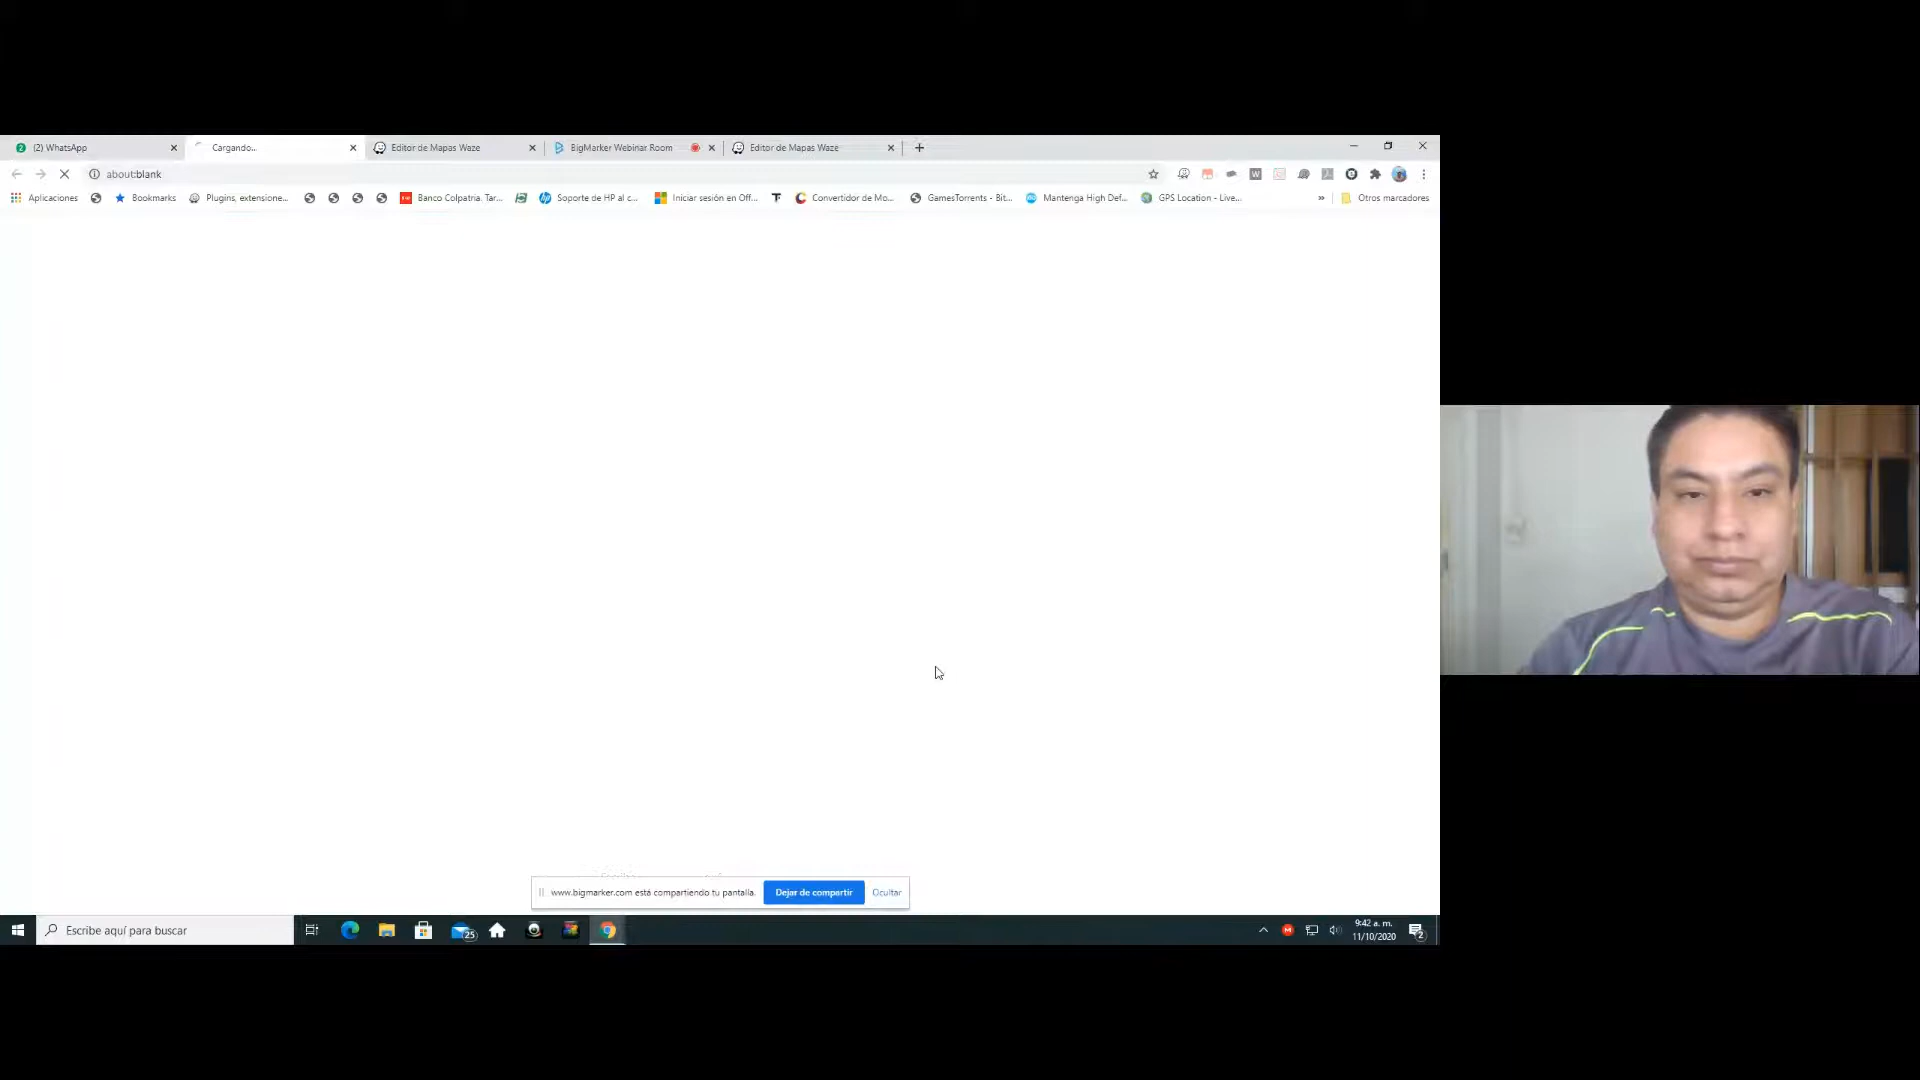 (2) WhatsApp
Cargando...
Editor de Mapas Waze
BigMarker Webinar Room
Editor de Mapas Waze
about:blank
Aplicaciones
Bookmarks
Plugins, extensione...
Banco Colpatria. Tar...
Soporte de HP al c...
Iniciar sesión en Off...
Convertidor de Mo...
GamesTorrents - Bit...
Mantenga High Def...
GPS Location - Live...
»
Otros marcadores
www.bigmarker.com está compartiendo tu pantalla.
Dejar de compartir
Ocultar
Escribe aquí para buscar
25
9:42 a. m.
11/10/2020
2